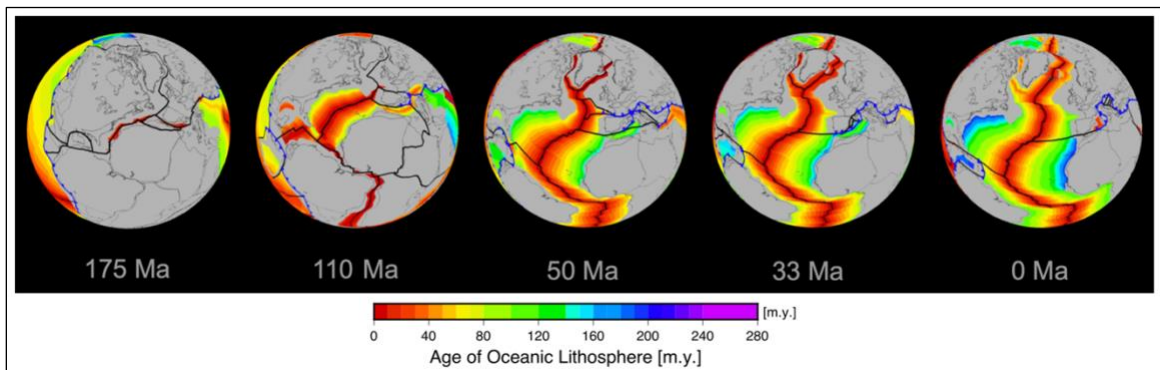 175 Ma 110 Ma 50 Ma 33 Ma 0 Ma
[m.y.]
0 40 80 120 160 200 240 280
Age of Oceanic Lithosphere [m.y.]